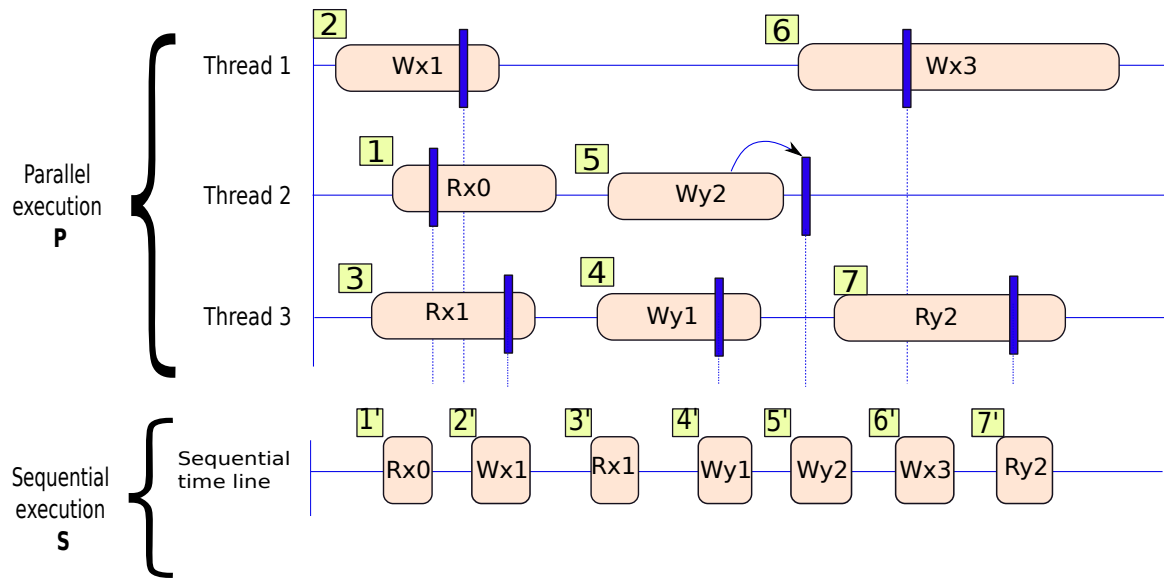 2
6
Thread 1
Wx1
Wx3
1
5
Parallel
execution
P
Thread 2
Rx0
Wy2
3
4
7
Thread 3
Rx1
Wy1
Ry2
1'
2'
3'
4'
5'
6'
7'
Sequential
time line
Rx0
Wx1
Rx1
Wy1
Wy2
Wx3
Ry2
Sequential
execution
S